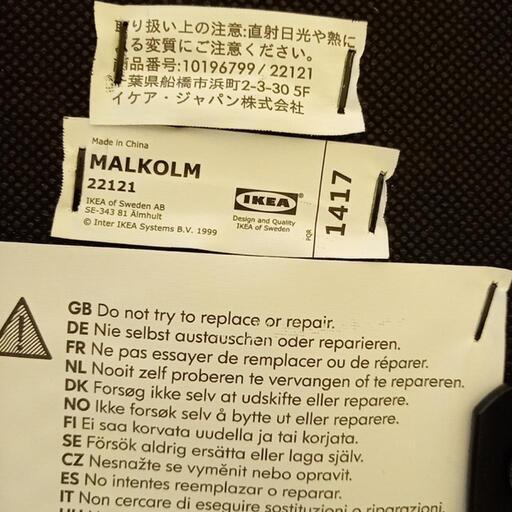 り扱い上の注意:直射日光や熱に
る変質にご注意ください。
商品番号:10196799/22121
千葉県船橋市浜町2-3-30 5F
イケア・ジャパン株式会社
Made in China
MALKOLM
22121
IKEA of Sweden AB
SE-343 81 Älmhult
© Inter IKEA Systems B.V. 1999
IKEA
Design and Quality
IKEA of Sweden
PQR
1417
GB Do not try to replace or repair.
DE Nie selbst austauschen oder reparieren.
FR Ne pas essayer de remplacer ou de réparer.
NL Nooit zelf proberen te vervangen of te repareren.
DK Forsøg ikke selv at udskifte eller reparere.
NO Ikke forsøk selv å bytte ut eller reparere.
FI Ei saa korvata uudella ja tai korjata.
SE Försök aldrig ersätta eller laga själv.
CZ Nesnažte se vyměnit nebo opravit.
ES No intentes reemplazar o reparar.
IT Non cercare di eseguire sostituzioni o riparazioni.